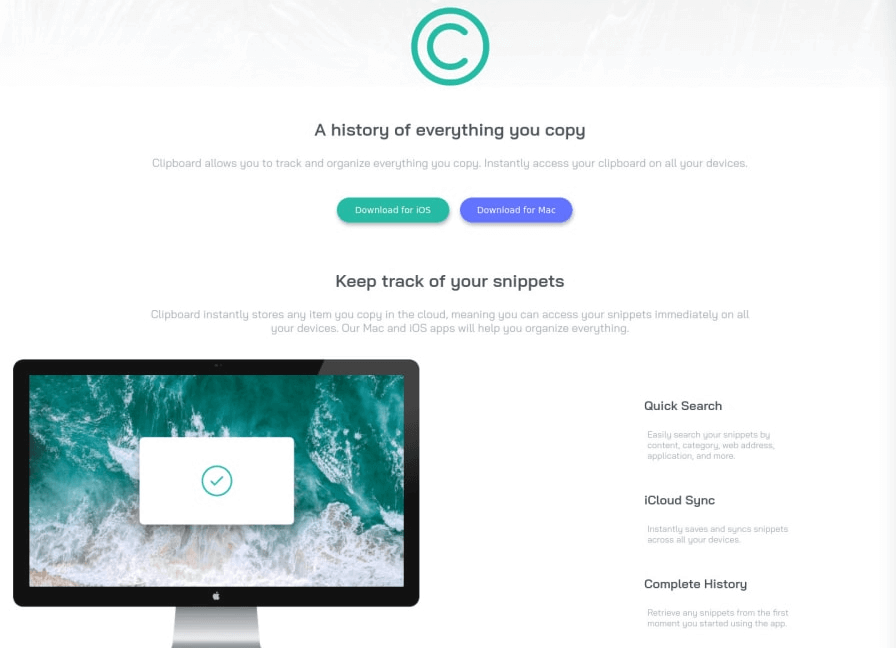 A history of everything you copy
Clipboard allows you to track and organize everything you copy. Instantly access your clipboard on all your devices.
Download for iOS
Download for Mac
Keep track of your snippets
Clipboard instantly stores any item you copy in the cloud, meaning you can access your snippets immediately on all
your devices. Our Mac and iOS apps will help you organize everything.
Quick Search
Easily search your snippets by
content, category, web address,
application, and more.
iCloud Sync
Instantly saves and syncs snippets
across all your devices.
Complete History
Retrieve any snippets from the first
moment you started using the app.